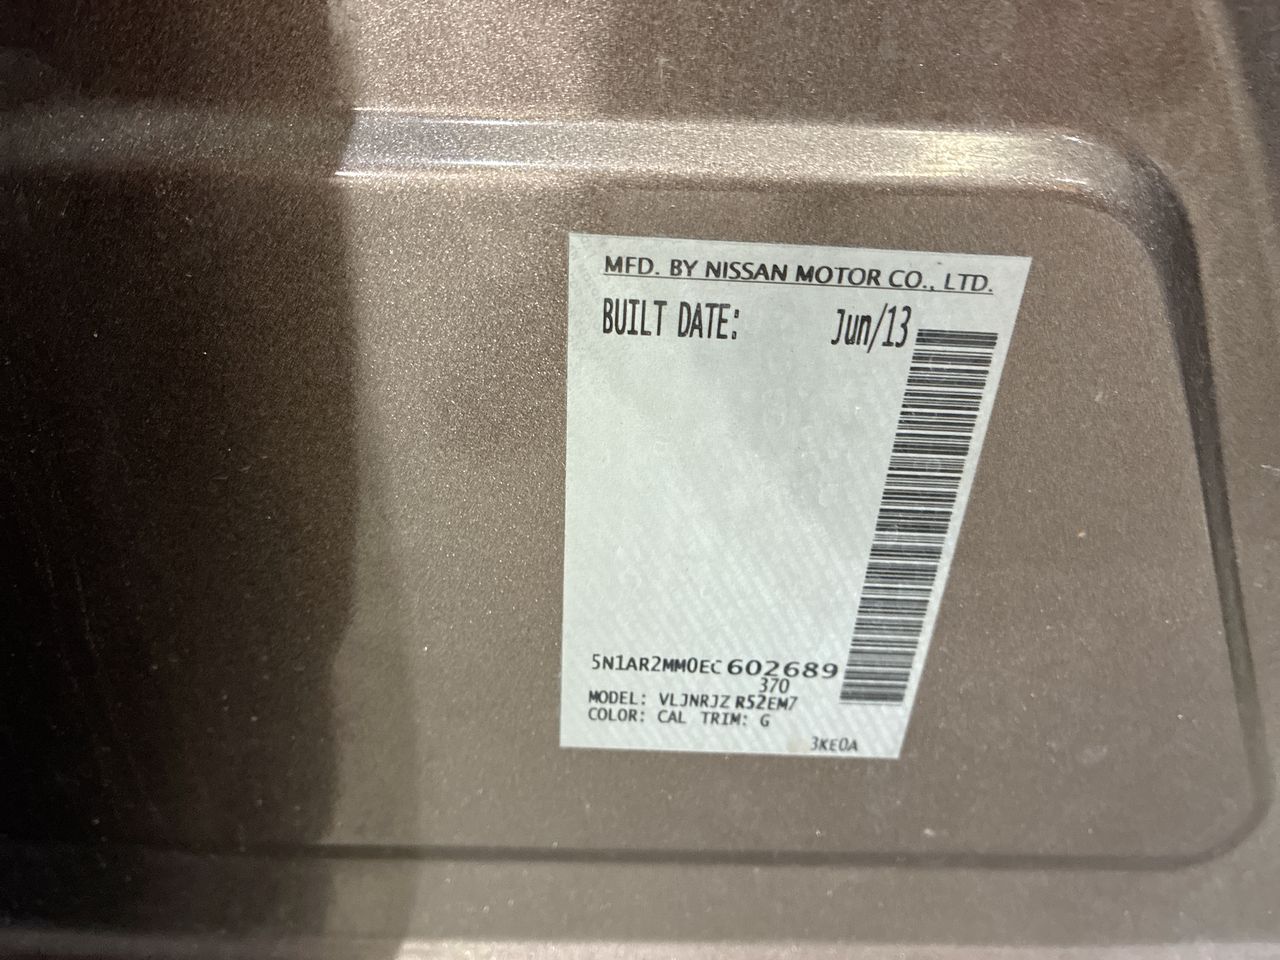 MFD. BY NISSAN MOTOR CO., LTD.
BUILT DATE: Jun/13
5N1AR2MM0EC602689
370
MODEL: VLJNRJZ R52EM7
COLOR: CAL TRIM: G
3KE0A